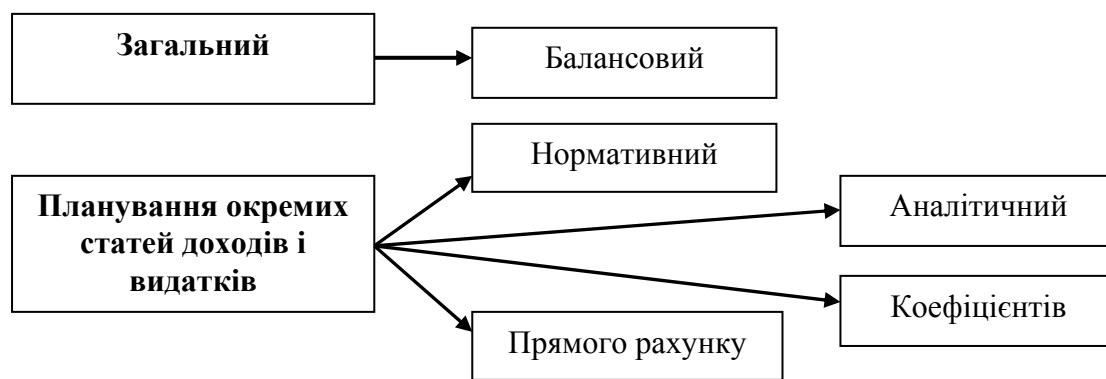 Загальний
Балансовий
Нормативний
Планування окремих
статей доходів і
видатків
Аналітичний
Коефіцієнтів
Прямого рахунку